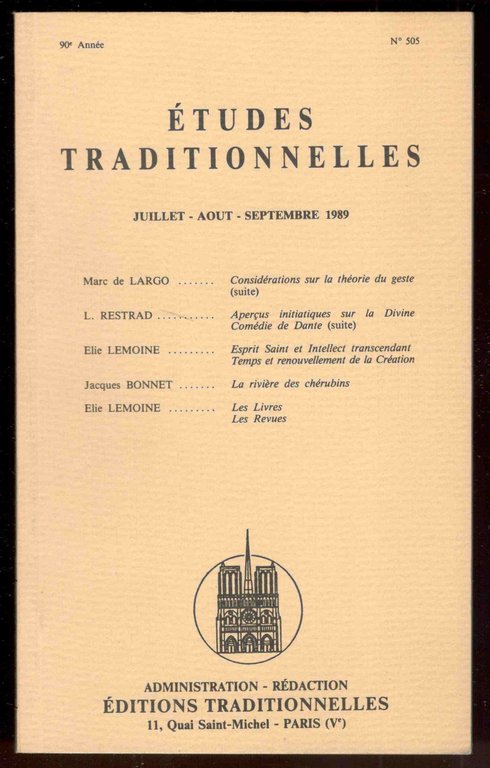 90e Année N° 505
ÉTUDES
TRADITIONNELLES
JUILLET - AOUT - SEPTEMBRE 1989
Marc de LARGO ....... Considérations sur la théorie du geste
(suite)
L. RESTRAD ........... Aperçus initiatiques sur la Divine
Comédie de Dante (suite)
Elie LEMOINE ......... Esprit Saint et Intellect transcendant
Temps et renouvellement de la Création
Jacques BONNET ....... La rivière des chérubins
Elie LEMOINE ......... Les Livres
Les Revues
ADMINISTRATION - RÉDACTION
ÉDITIONS TRADITIONNELLES
11, Quai Saint-Michel - PARIS (Ve)